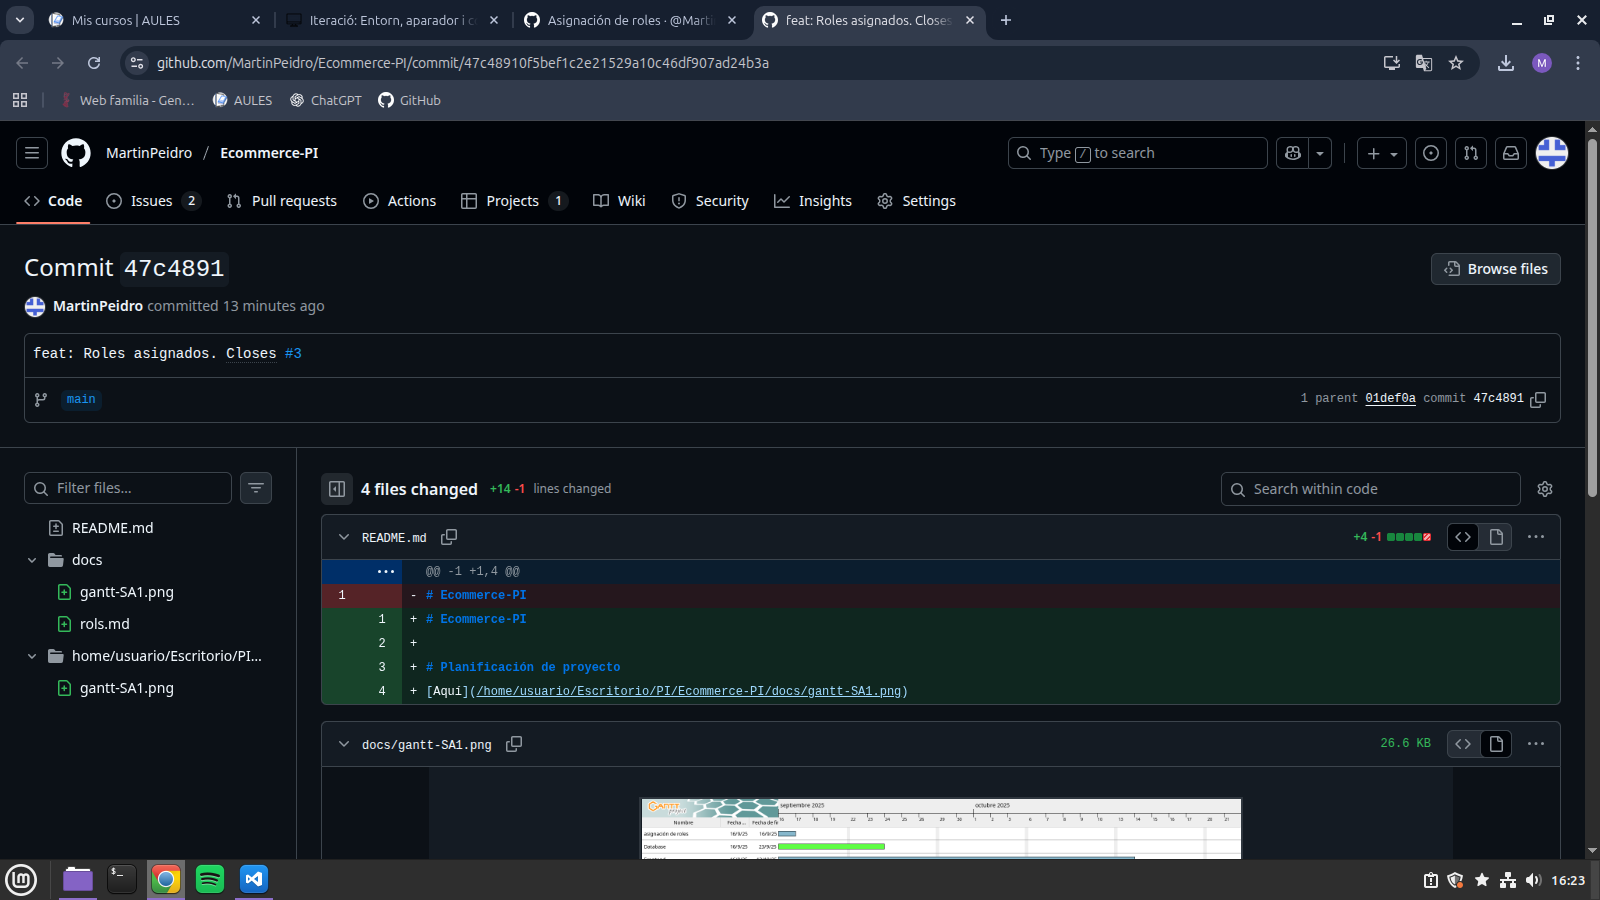 Mis cursos | AULES
Iteració: Entorn, aparador i c
Asignación de roles · @Marti
feat: Roles asignados. Closes
github.com/MartinPeidro/Ecommerce-PI/commit/47c48910f5bef1c2e21529a10c46df907ad24b3a
M
Web familia - Gen...
AULES
ChatGPT
GitHub
MartinPeidro / Ecommerce-PI
Type / to search
Code
Issues 2
Pull requests
Actions
Projects 1
Wiki
Security
Insights
Settings
Commit 47c4891
Browse files
MartinPeidro committed 13 minutes ago
feat: Roles asignados. Closes #3
main
1 parent 01def0a commit 47c4891
Filter files...
4 files changed +14 -1 lines changed
Search within code
README.md
docs
gantt-SA1.png
rols.md
home/usuario/Escritorio/PI...
gantt-SA1.png
README.md
+4 -1
@@ -1 +1,4 @@
1 - # Ecommerce-PI
1 + # Ecommerce-PI
2 +
3 + # Planificación de proyecto
4 + [Aquí](/home/usuario/Escritorio/PI/Ecommerce-PI/docs/gantt-SA1.png)
docs/gantt-SA1.png
26.6 KB
septiembre 2025
octubre 2025
Nombre
Fecha ...
Fecha de fi
asignación de roles 16/9/25 16/9/25
Database 16/9/25 23/9/25
16:23